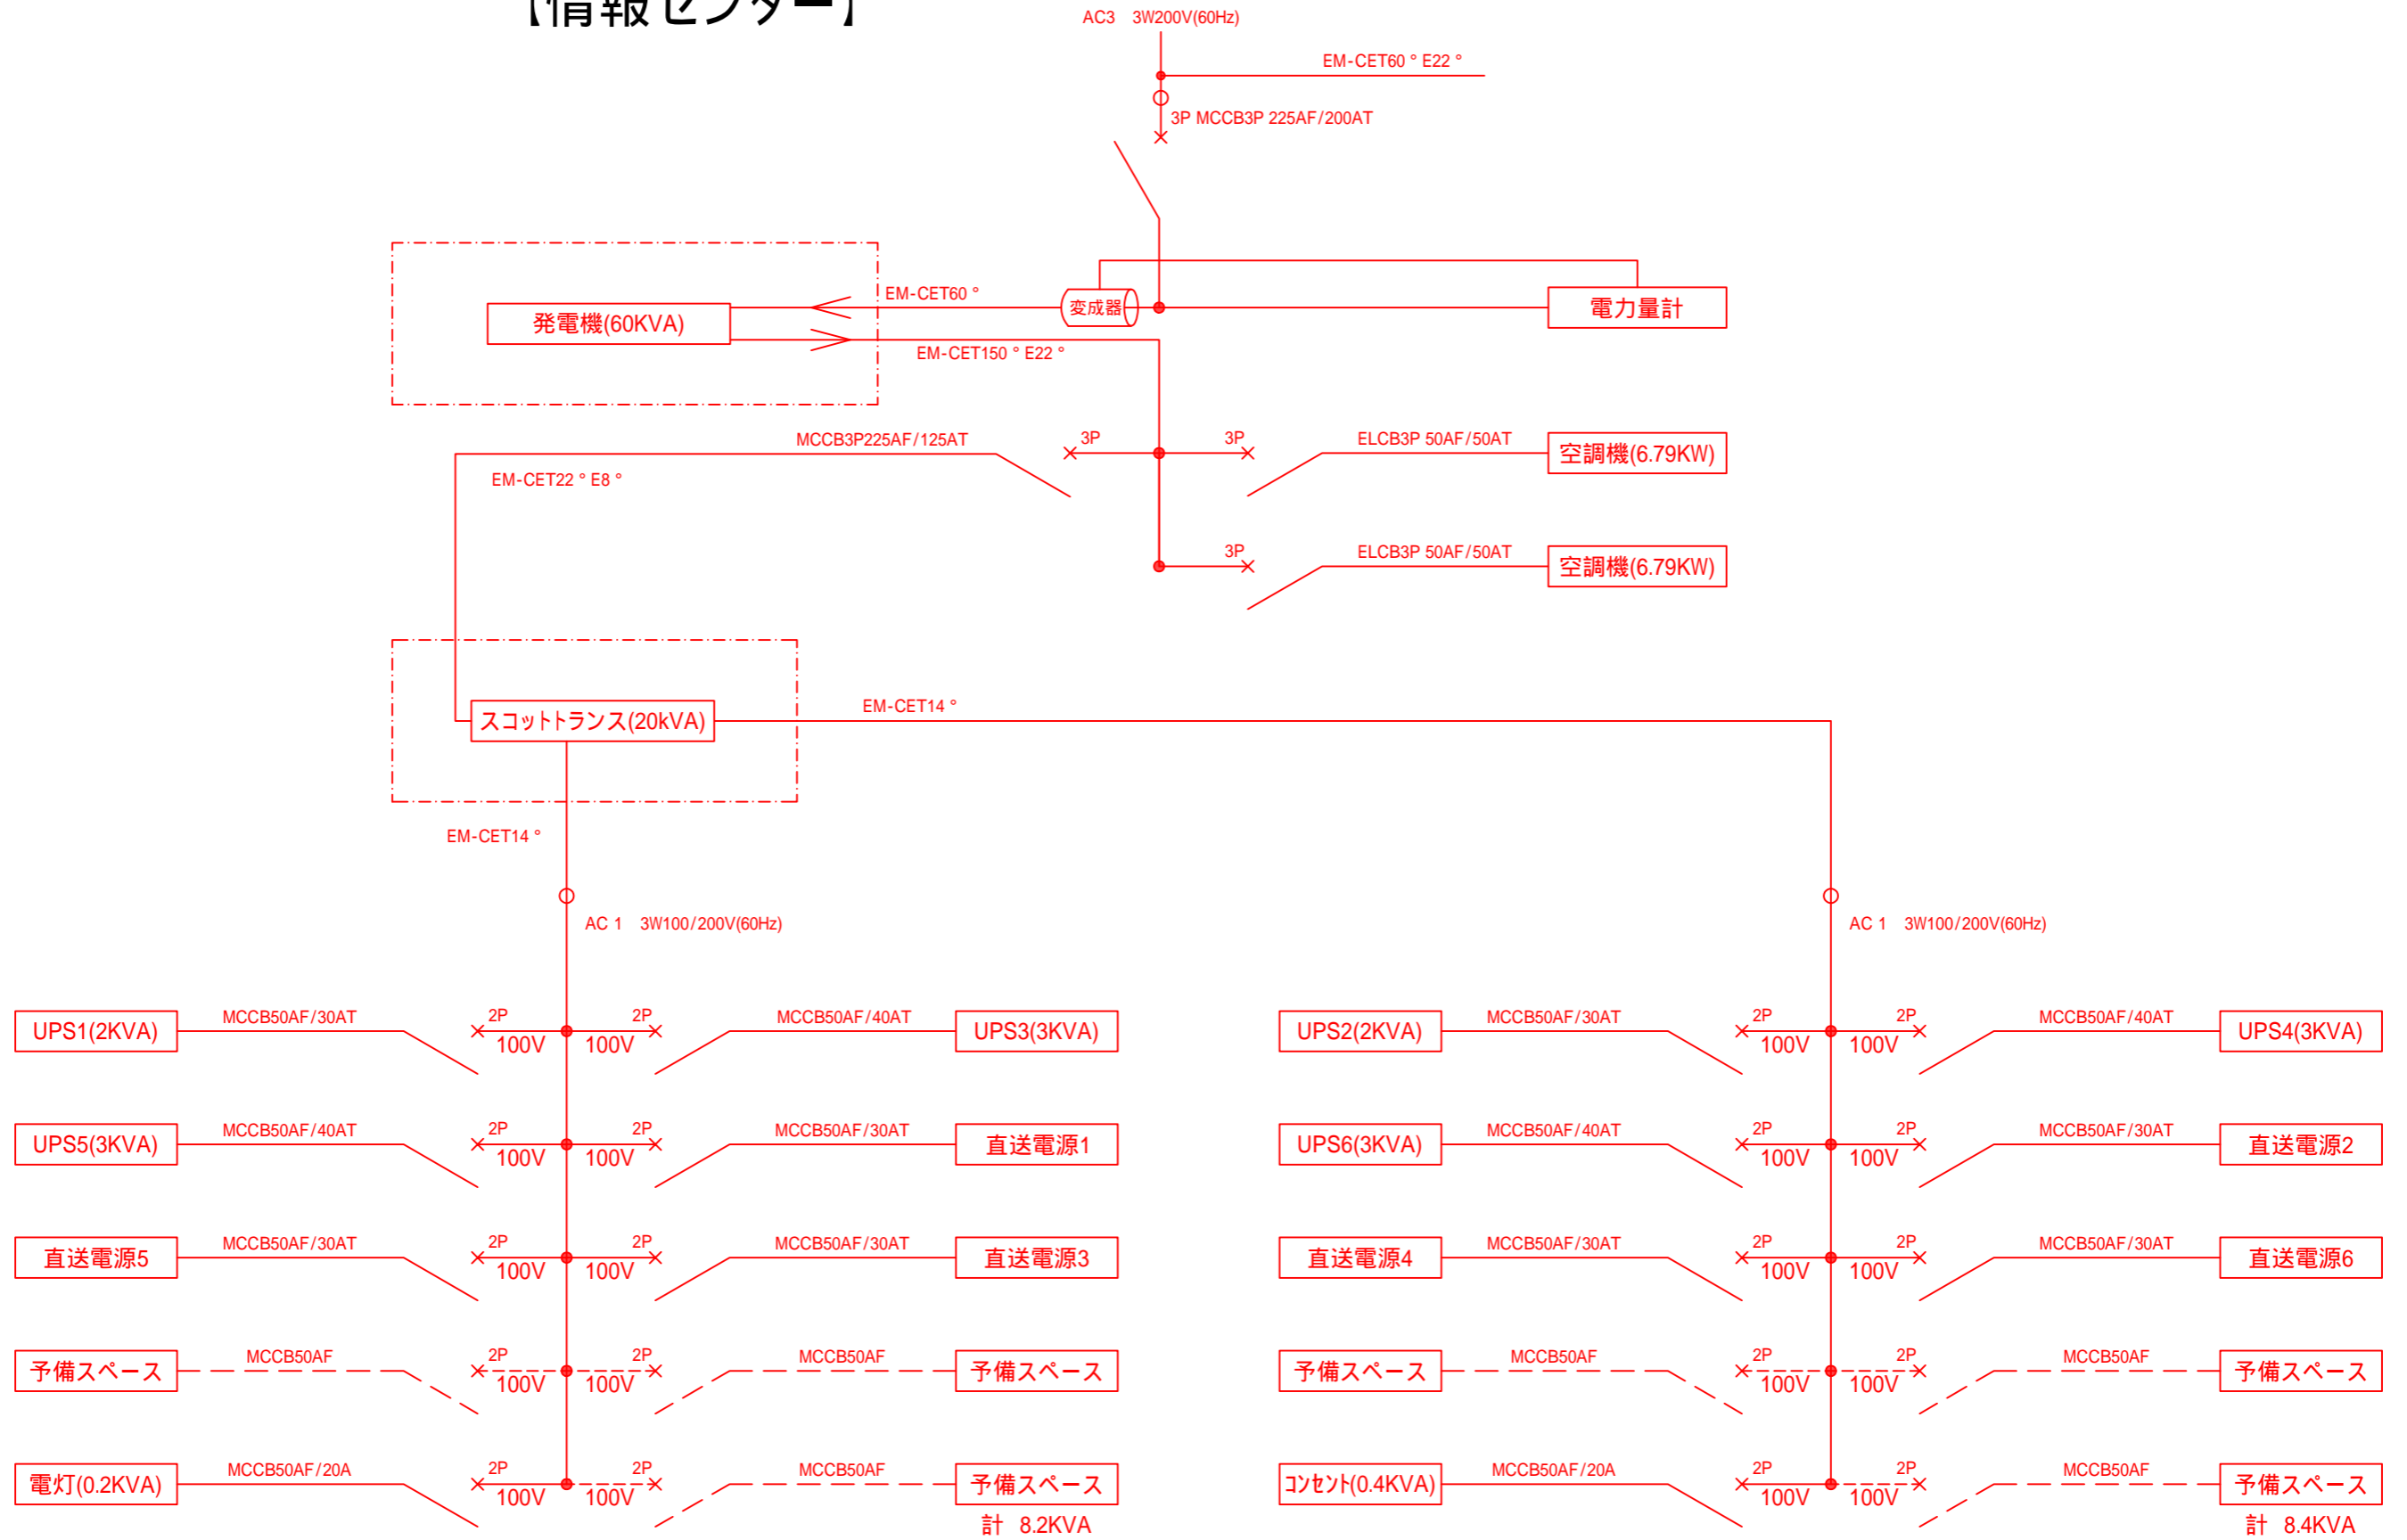 【情報センター】
AC3 3W200V(60Hz)
EM-CET60 ° E22 °
3P MCCB3P 225AF/200AT
EM-CET60 °
変成器
電力量計
発電機(60KVA)
EM-CET150 ° E22 °
MCCB3P225AF/125AT
3P
3P
ELCB3P 50AF/50AT
空調機(6.79KW)
EM-CET22 ° E8 °
3P
ELCB3P 50AF/50AT
空調機(6.79KW)
スコットトランス(20kVA)
EM-CET14 °
EM-CET14 °
AC 1 3W100/200V(60Hz)
AC 1 3W100/200V(60Hz)
UPS1(2KVA)
MCCB50AF/30AT
2P
100V
2P
100V
MCCB50AF/40AT
UPS3(3KVA)
UPS2(2KVA)
MCCB50AF/30AT
2P
100V
2P
100V
MCCB50AF/40AT
UPS4(3KVA)
UPS5(3KVA)
MCCB50AF/40AT
2P
100V
2P
100V
MCCB50AF/30AT
直送電源1
UPS6(3KVA)
MCCB50AF/40AT
2P
100V
2P
100V
MCCB50AF/30AT
直送電源2
直送電源5
MCCB50AF/30AT
2P
100V
2P
100V
MCCB50AF/30AT
直送電源3
直送電源4
MCCB50AF/30AT
2P
100V
2P
100V
MCCB50AF/30AT
直送電源6
予備スペース
MCCB50AF
2P
100V
2P
100V
MCCB50AF
予備スペース
予備スペース
MCCB50AF
2P
100V
2P
100V
MCCB50AF
予備スペース
電灯(0.2KVA)
MCCB50AF/20A
2P
100V
2P
100V
MCCB50AF
予備スペース
コンセント(0.4KVA)
MCCB50AF/20A
2P
100V
2P
100V
MCCB50AF
予備スペース
計 8.2KVA
計 8.4KVA